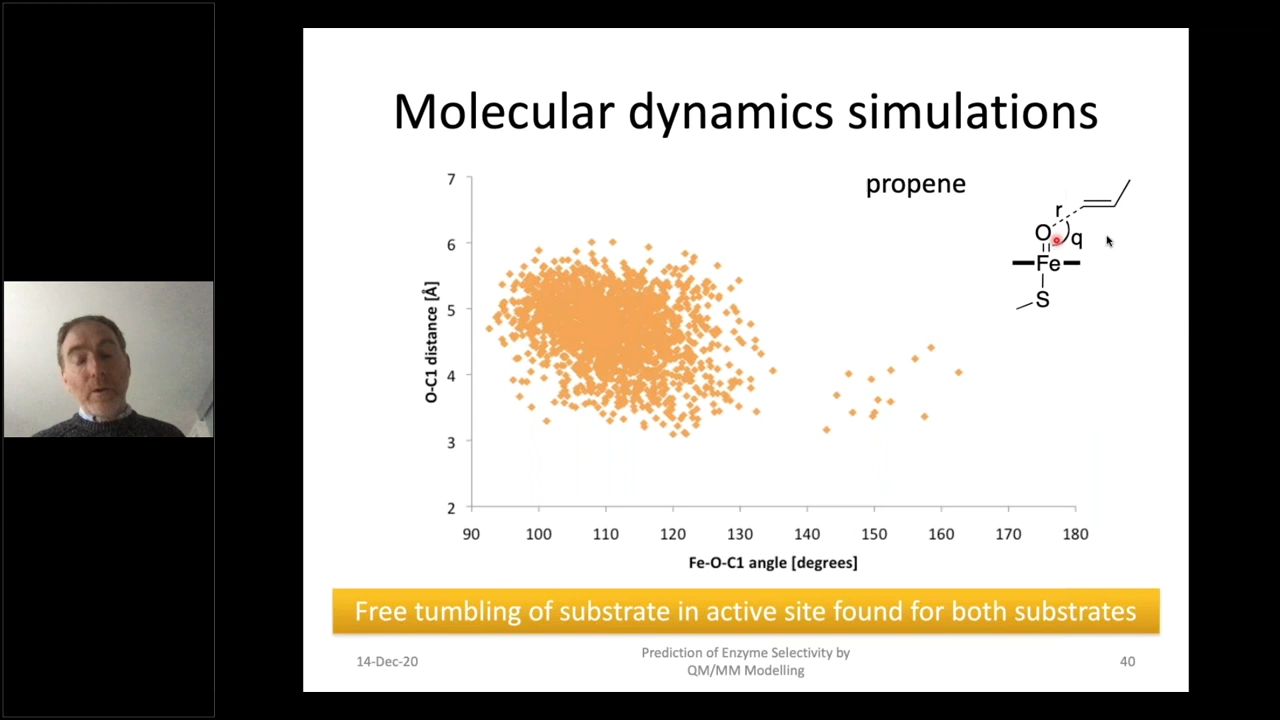 Molecular dynamics simulations
propene
r
O
q
Fe
S
7
6
5
4
3
2
O-C1 distance [Å]
90 100 110 120 130 140 150 160 170 180
Fe-O-C1 angle [degrees]
Free tumbling of substrate in active site found for both substrates
14-Dec-20
Prediction of Enzyme Selectivity by
QM/MM Modelling
40